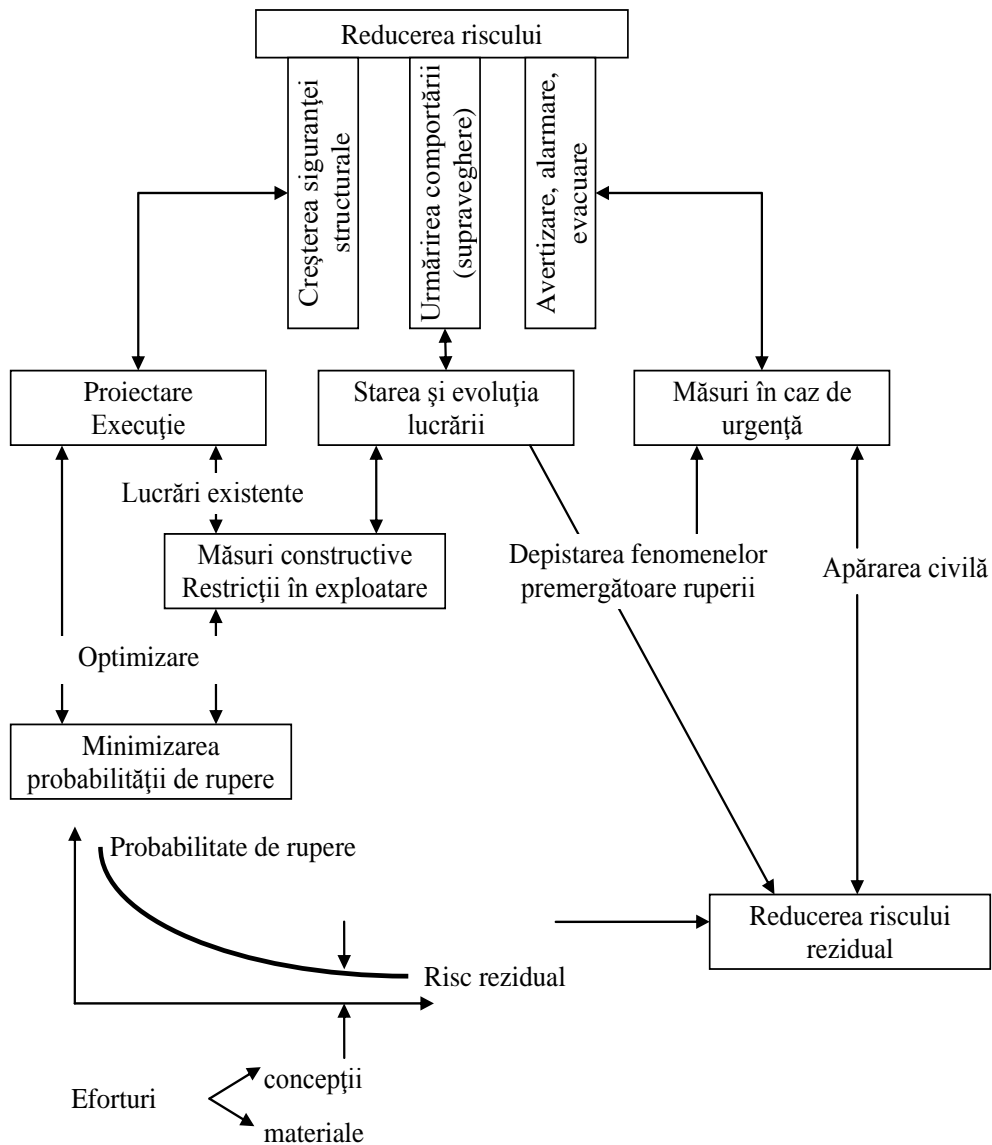 Reducerea riscului
Creşterea siguranţei
structurale
Urmărirea comportării
(supraveghere)
Avertizare, alarmare,
evacuare
Proiectare
Execuţie
Starea şi evoluţia
lucrării
Măsuri în caz de
urgenţă
Lucrări existente
Măsuri constructive
Restricţii în exploatare
Depistarea fenomenelor
premergătoare ruperii
Apărarea civilă
Optimizare
Minimizarea
probabilităţii de rupere
Probabilitate de rupere
Risc rezidual
Reducerea riscului
rezidual
Eforturi
concepţii
materiale